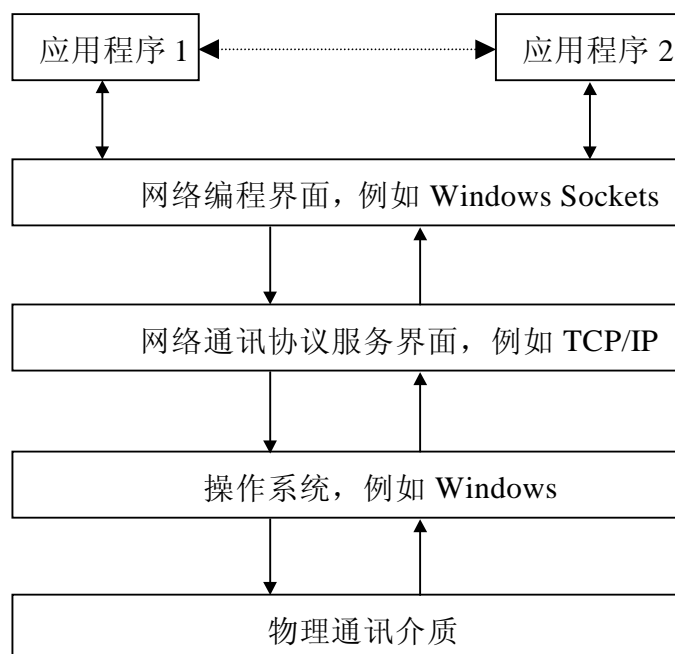 应用程序 1
应用程序 2
网络编程界面，例如 Windows Sockets
网络通讯协议服务界面，例如 TCP/IP
操作系统，例如 Windows
物理通讯介质